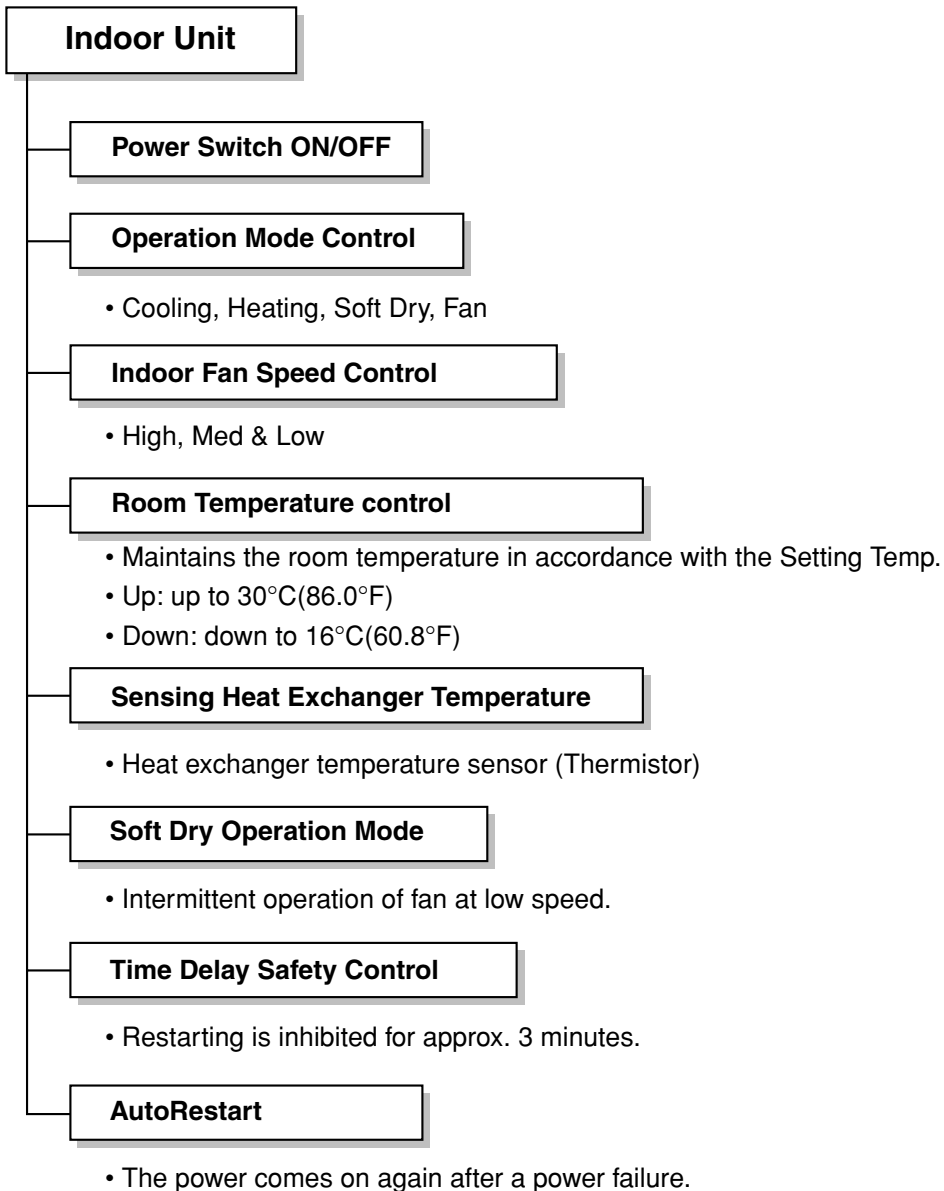 Indoor Unit
Power Switch ON/OFF
Operation Mode Control
• Cooling, Heating, Soft Dry, Fan
Indoor Fan Speed Control
• High, Med & Low
Room Temperature control
• Maintains the room temperature in accordance with the Setting Temp.
• Up: up to 30°C(86.0°F)
• Down: down to 16°C(60.8°F)
Sensing Heat Exchanger Temperature
• Heat exchanger temperature sensor (Thermistor)
Soft Dry Operation Mode
• Intermittent operation of fan at low speed.
Time Delay Safety Control
• Restarting is inhibited for approx. 3 minutes.
AutoRestart
• The power comes on again after a power failure.